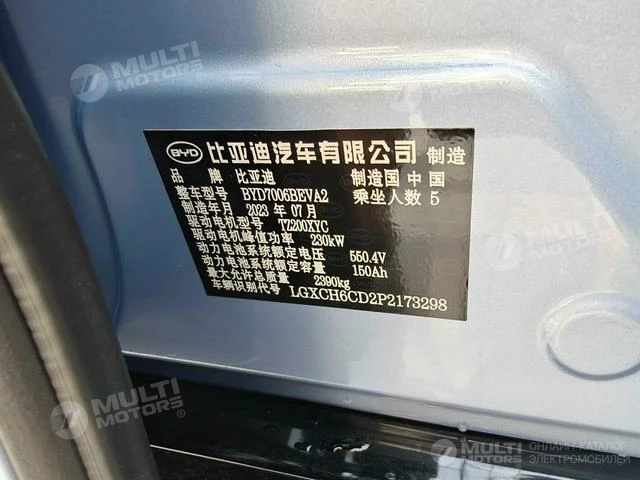 MULTI MOTORS
MULTI MOTORS
BYD 比亚迪汽车有限公司 制造
品牌 比亚迪 制造国 中国
整车型号 BYD7006BEVA2 乘坐人数 5
制造年月 2023 年 07 月
驱动电机型号 TZ200XYC
驱动电机峰值功率 230kW
动力电池系统额定电压 550.4V
动力电池系统额定容量 150Ah
最大允许总质量 2390kg
车辆识别代号 LGXCH6CD2P2173298
MULTI MOTORS®
MULTI MOTORS
ОНЛАЙН-КАТАЛОГ
ЭЛЕКТРОМОБИЛЕЙ